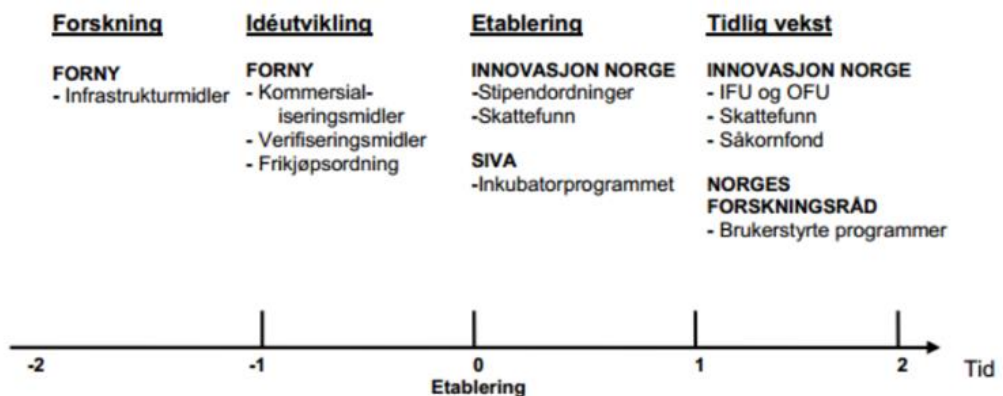 Forskning
FORNY
- Infrastrukturmidler
Idéutvikling
FORNY
- Kommersial-
iseringsmidler
- Verifiseringsmidler
- Frikjøpsordning
Etablering
INNOVASJON NORGE
-Stipendordninger
-Skattefunn
SIVA
-Inkubatorprogrammet
Tidlig vekst
INNOVASJON NORGE
- IFU og OFU
- Skattefunn
- Såkornfond
NORGES
FORSKNINGSRÅD
- Brukerstyrte programmer
-2 -1 0 1 2 Tid
Etablering